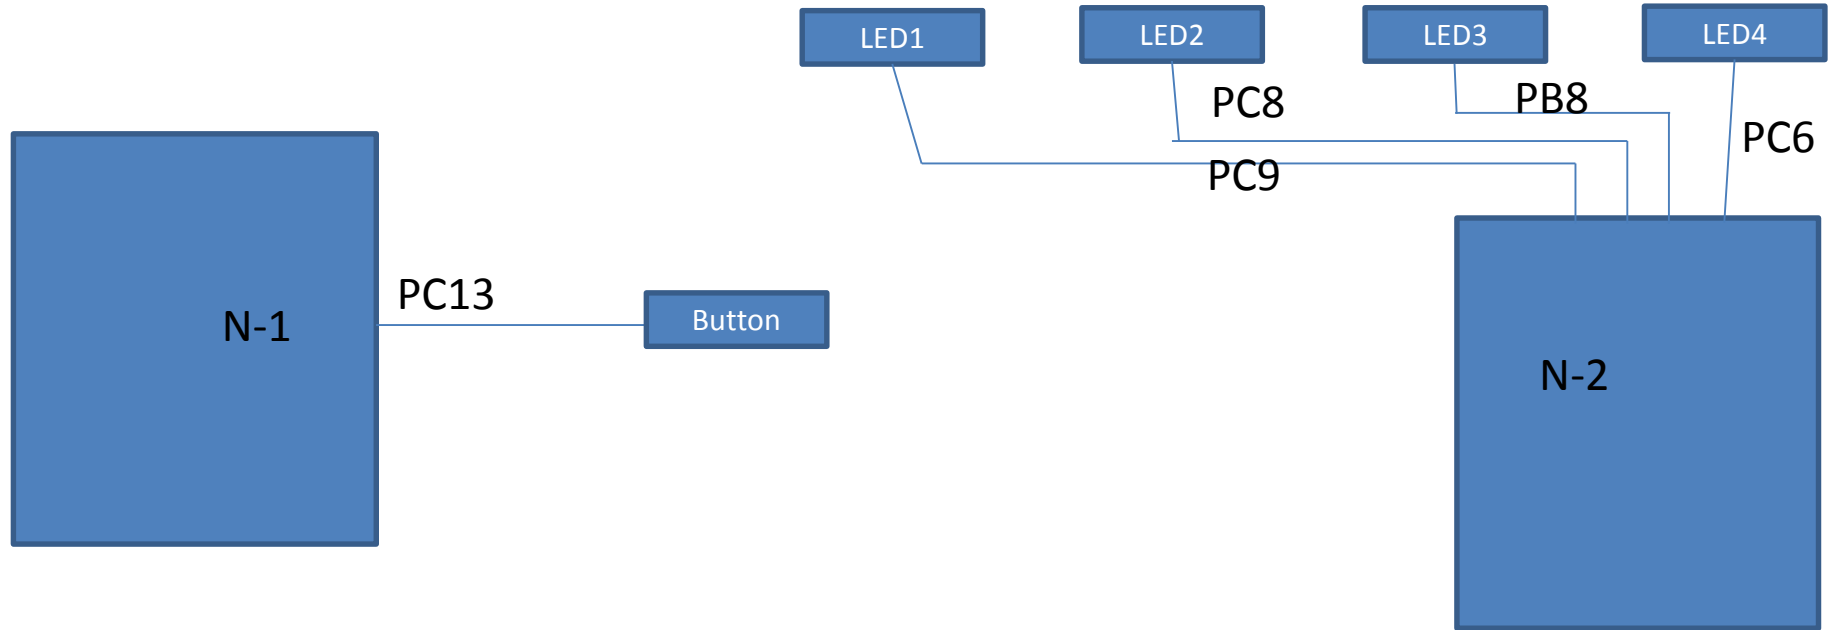 LED1
LED2
LED3
LED4
PC8
PB8
PC6
PC9
PC13
N-1
Button
N-2